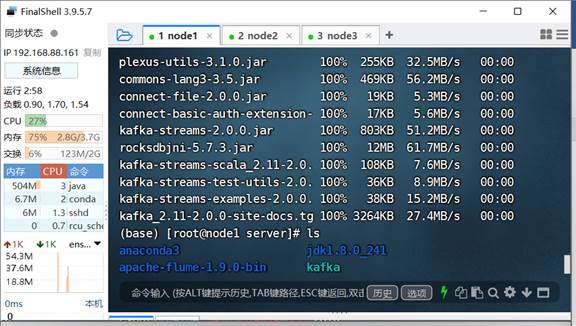 FinalShell 3.9.5.7
同步状态
1 node1
2 node2
3 node3
IP 192.168.88.161 复制
系统信息
运行 2:58
负载 0.90, 1.70, 1.54
CPU 27%
内存 75% 2.8G/3.7G
交换 6% 123M/2G
内存 CPU 命令
504M 3 java
6.7M 2 conda
6M 1.3 sshd
0 0.7 rcu_sche
1K 1K ens...
54.3M
37.6M
18.8M
0ms 本机
0
plexus-utils-3.1.0.jar 100% 255KB 32.5MB/s 00:00
commons-lang3-3.5.jar 100% 469KB 56.2MB/s 00:00
connect-file-2.0.0.jar 100% 19KB 5.3MB/s 00:00
connect-basic-auth-extension- 100% 17KB 5.6MB/s 00:00
kafka-streams-2.0.0.jar 100% 803KB 51.2MB/s 00:00
rocksdbjni-5.7.3.jar 100% 12MB 61.7MB/s 00:00
kafka-streams-scala_2.11-2.0. 100% 108KB 7.6MB/s 00:00
kafka-streams-test-utils-2.0. 100% 36KB 8.9MB/s 00:00
kafka-streams-examples-2.0.0. 100% 38KB 15.2MB/s 00:00
kafka_2.11-2.0.0-site-docs.tg 100% 3264KB 27.4MB/s 00:00
(base) [root@node1 server]# ls
anaconda3 jdk1.8.0_241
apache-flume-1.9.0-bin kafka
命令输入 (按ALT键提示历史,TAB键路径,ESC键返回,双击 历史 选项